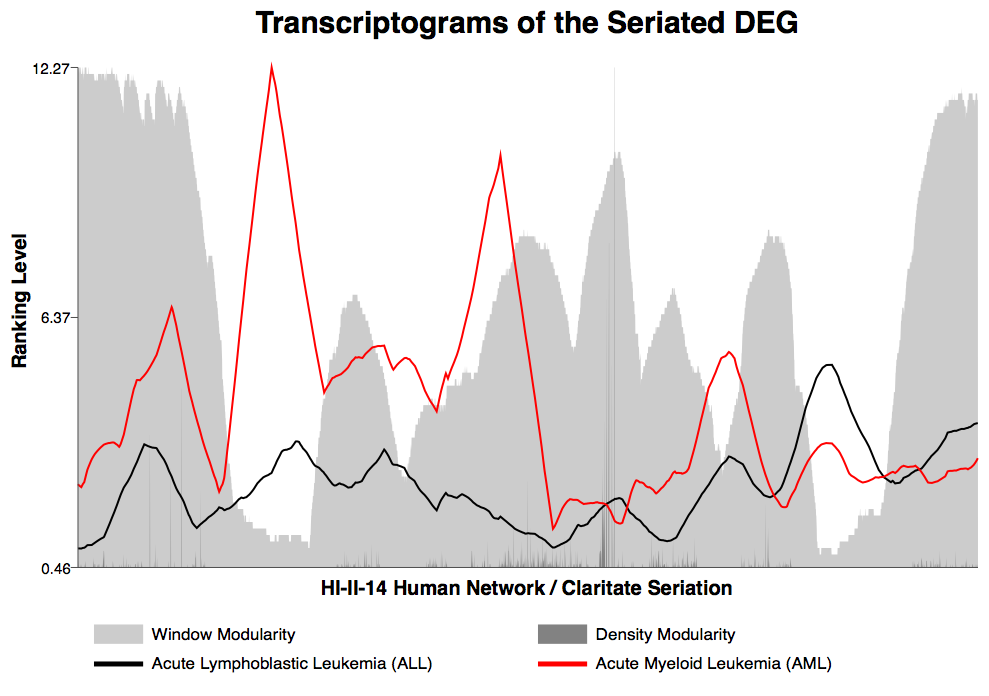 Transcriptograms of the Seriated DEG
12.27
Ranking Level
6.37
0.46
HI-II-14 Human Network / Claritate Seriation
Window Modularity
Density Modularity
Acute Lymphoblastic Leukemia (ALL)
Acute Myeloid Leukemia (AML)